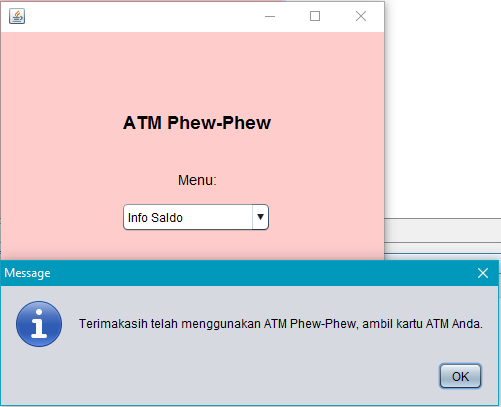 ATM Phew-Phew
Menu:
Info Saldo
Message
Terimakasih telah menggunakan ATM Phew-Phew, ambil kartu ATM Anda.
OK